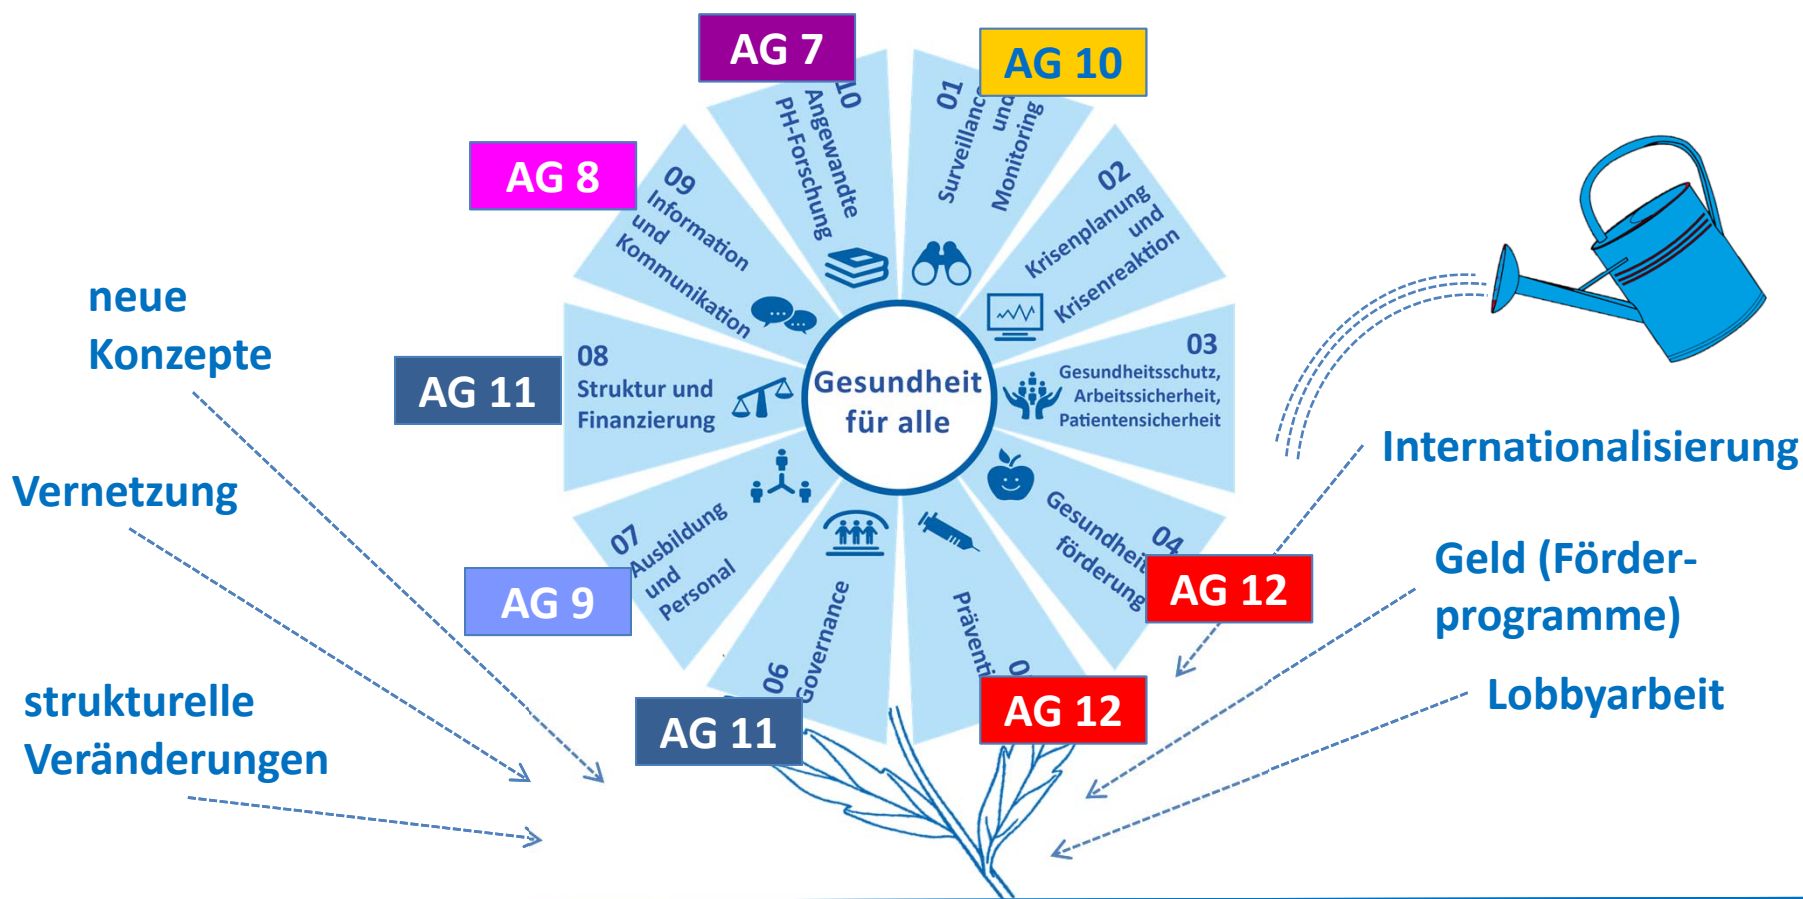 AG 7
AG 10
AG 8
AG 11
AG 9
AG 11
AG 12
AG 12
01
Surveillance
und
Monitoring
02
Krisenplanung
und
Krisenreaktion
03
Gesundheitsschutz,
Arbeitssicherheit,
Patientensicherheit
04
Gesundheit
förderung
Präventi
06
Governance
07
Ausbildung
und
Personal
08
Struktur und
Finanzierung
09
Information
und
Kommunikation
10
Angewandte
PH-Forschung
Gesundheit
für alle
neue
Konzepte
Vernetzung
strukturelle
Veränderungen
Internationalisierung
Geld (Förder-
programme)
Lobbyarbeit